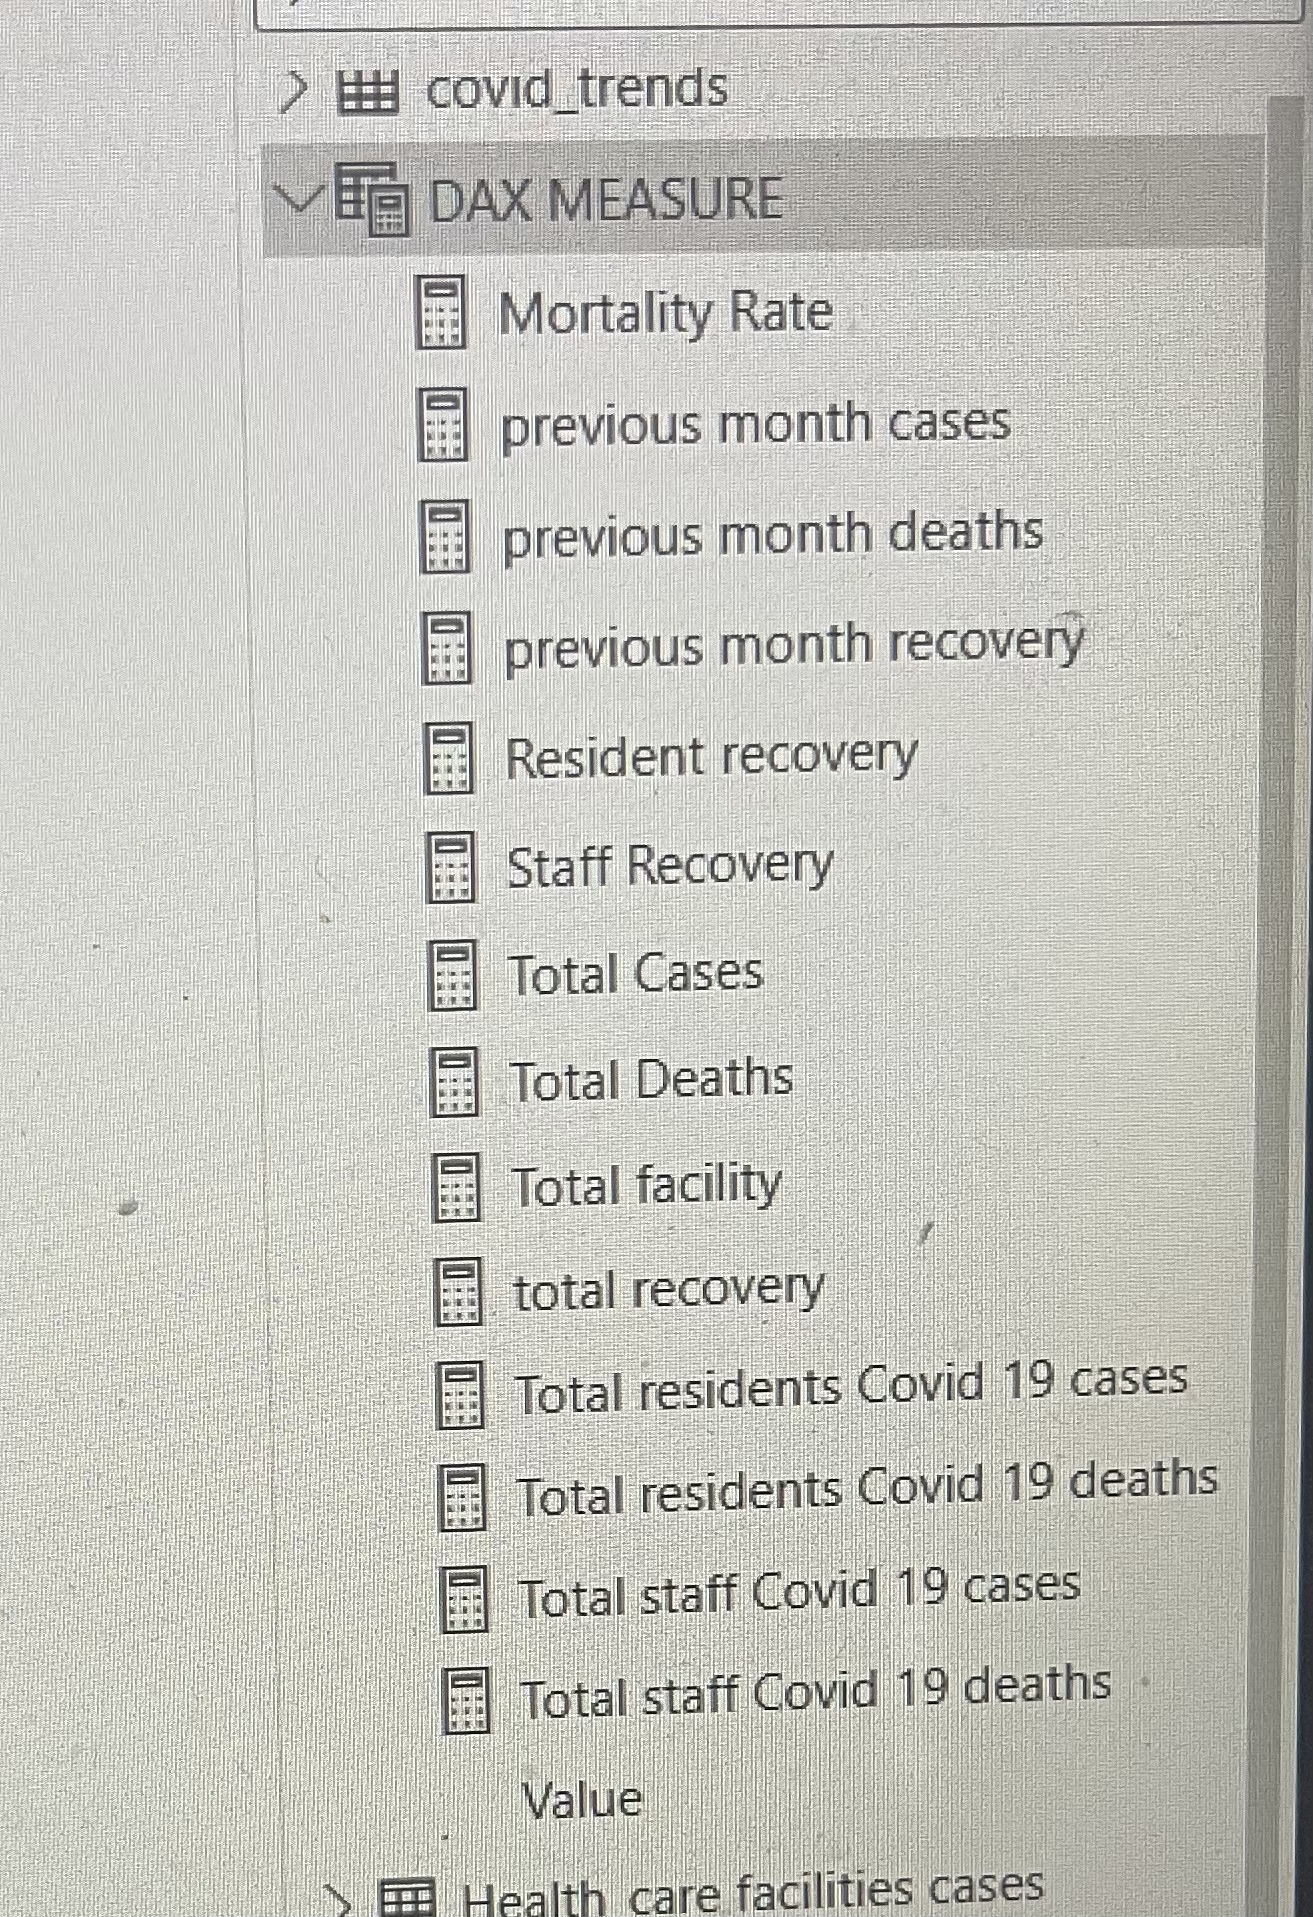 covid_trends
DAX MEASURE
Mortality Rate
previous month cases
previous month deaths
previous month recovery
Resident recovery
Staff Recovery
Total Cases
Total Deaths
Total facility
total recovery
Total residents Covid 19 cases
Total residents Covid 19 deaths
Total staff Covid 19 cases
Total staff Covid 19 deaths
Value
Health care facilities cases